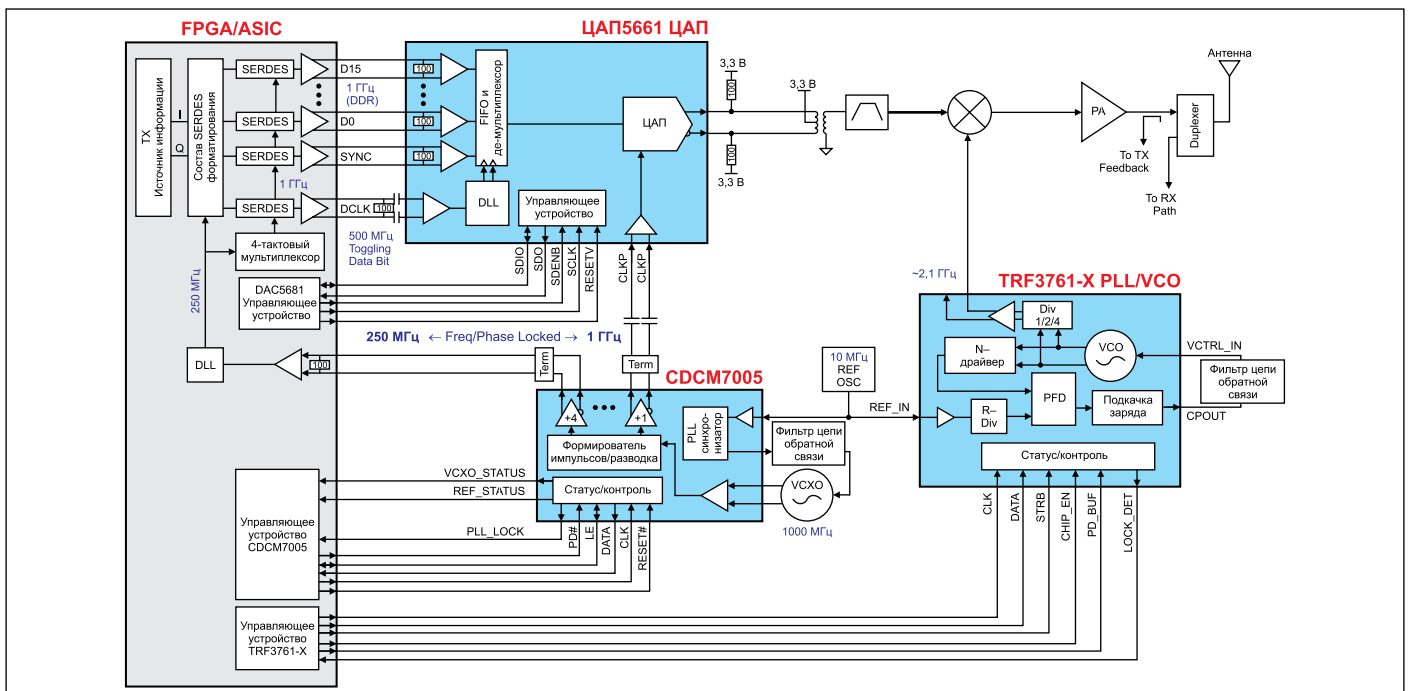 FPGA/ASIC
ЦАП5661 ЦАП
TX
Источник информации
I
Q
Состав SERDES
форматирования
SERDES
SERDES
SERDES
SERDES
D15
1 ГГц
(DDR)
D0
SYNC
1 ГГц
DCLK
100
100
100
100
500 МГц
Toggling
Data Bit
4-тактовый
мультиплексор
250 МГц
DAC5681
Управляющее
устройство
DLL
100
FIFO и
де-мультиплексор
DLL
Управляющее
устройство
ЦАП
SDIO
SDO
SDENB
SCLK
RESETV
CLKP
CLKP
3,3 В
100
3,3 В
100
3,3 В
PA
Антенна
Duplexer
To TX
Feedback
To RX
Path
250 МГц ← Freq/Phase Locked → 1 ГГц
Term
Term
CDCM7005
+4
+1
Формирователь
импульсов/разводка
PLL
синхро-
низатор
Статус/контроль
10 МГц
REF
OSC
Фильтр цепи
обратной
связи
VCXO
1000 МГц
VCXO_STATUS
REF_STATUS
PLL_LOCK
PD#
LE
DATA
CLK
RESET#
Управляющее
устройство
CDCM7005
Управляющее
устройство
TRF3761-X
~2,1 ГГц
TRF3761-X PLL/VCO
Div
1/2/4
N–
драйвер
VCO
VCTRL_IN
Фильтр цепи
обратной
связи
PFD
Подкачка
заряда
CPOUT
REF_IN
R–
Div
Статус/контроль
CLK
DATA
STRB
CHIP_EN
PD_BUF
LOCK_DET